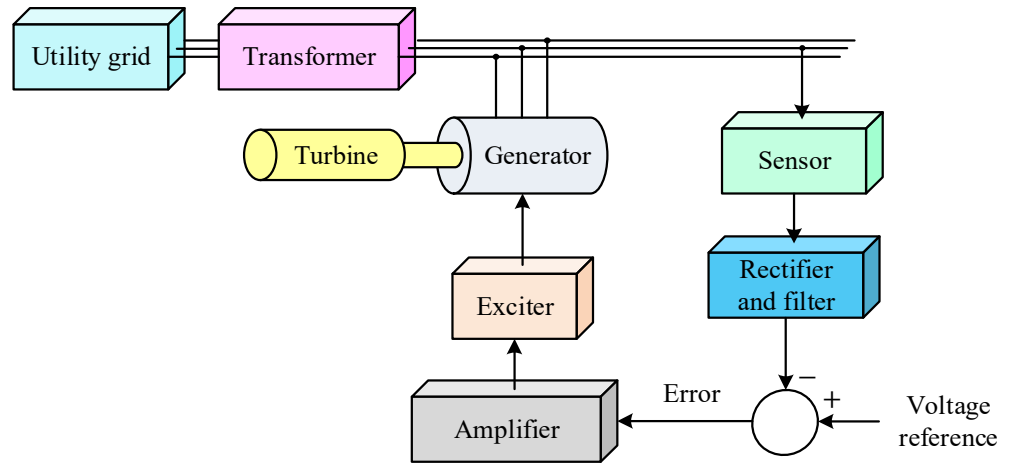 Utility grid
Transformer
Turbine
Generator
Sensor
Rectifier
and filter
Exciter
−
+
Error
Voltage
reference
Amplifier